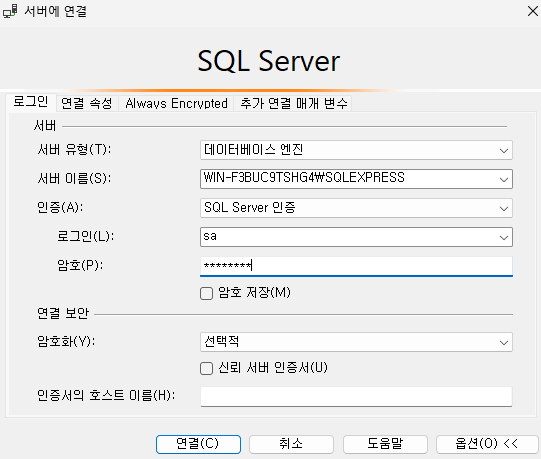 서버에 연결
SQL Server
로그인 연결 속성 Always Encrypted 추가 연결 매개 변수
서버
서버 유형(T): 데이터베이스 엔진
서버 이름(S): WIN-F3BUC9TSHG4₩SQLEXPRESS
인증(A): SQL Server 인증
로그인(L): sa
암호(P): ********
암호 저장(M)
연결 보안
암호화(Y): 선택적
신뢰 서버 인증서(U)
인증서의 호스트 이름(H):
연결(C) 취소 도움말 옵션(O) <<